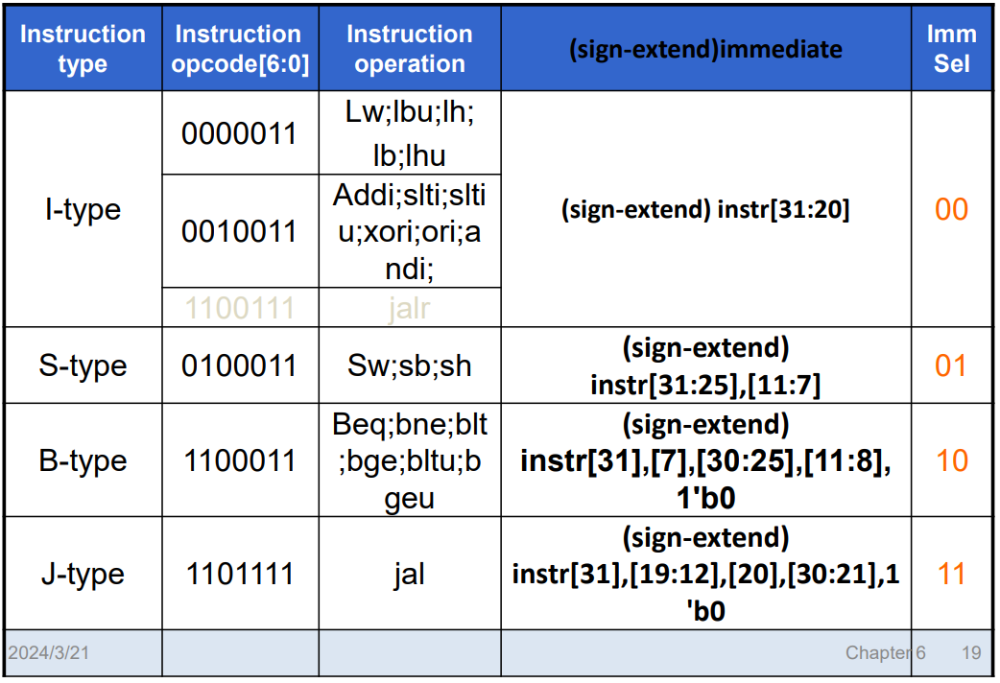 Instruction type
Instruction opcode[6:0]
Instruction operation
(sign-extend)immediate
Imm Sel
I-type
0000011
Lw;lbu;lh;
lb;lhu
0010011
Addi;slti;slti
u;xori;ori;a
ndi;
1100111
jalr
(sign-extend) instr[31:20]
00
S-type
0100011
Sw;sb;sh
(sign-extend)
instr[31:25],[11:7]
01
B-type
1100011
Beq;bne;blt
;bge;bltu;b
geu
(sign-extend)
instr[31],[7],[30:25],[11:8],
1'b0
10
J-type
1101111
jal
(sign-extend)
instr[31],[19:12],[20],[30:21],1
'b0
11
2024/3/21
Chapter 6
19